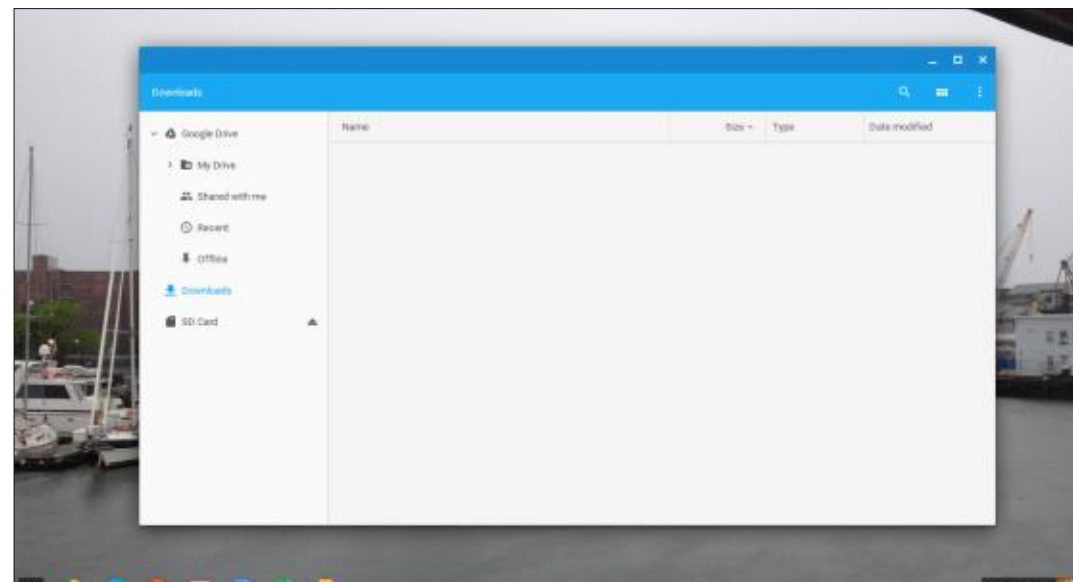 Downloads
Name Size Type Date modified
Google Drive
My Drive
Shared with me
Recent
Offline
Downloads
SD Card